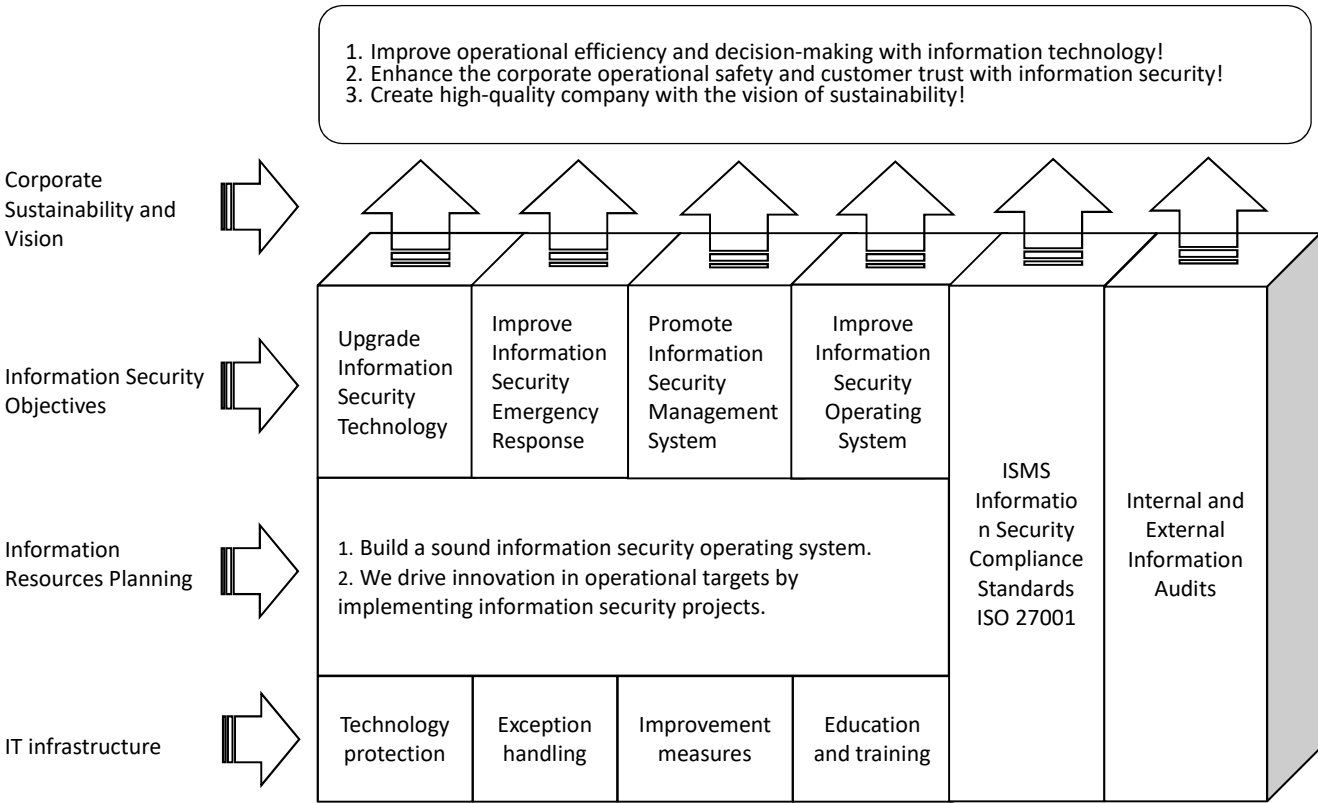 1. Improve operational efficiency and decision-making with information technology!
2. Enhance the corporate operational safety and customer trust with information security!
3. Create high-quality company with the vision of sustainability!
Corporate
Sustainability and
Vision
Information Security
Objectives
Upgrade
Information
Security
Technology
Improve
Information
Security
Emergency
Response
Promote
Information
Security
Management
System
Improve
Information
Security
Operating
System
ISMS
Informatio
n Security
Compliance
Standards
ISO 27001
Internal and
External
Information
Audits
Information
Resources Planning
1. Build a sound information security operating system.
2. We drive innovation in operational targets by
implementing information security projects.
IT infrastructure
Technology
protection
Exception
handling
Improvement
measures
Education
and training